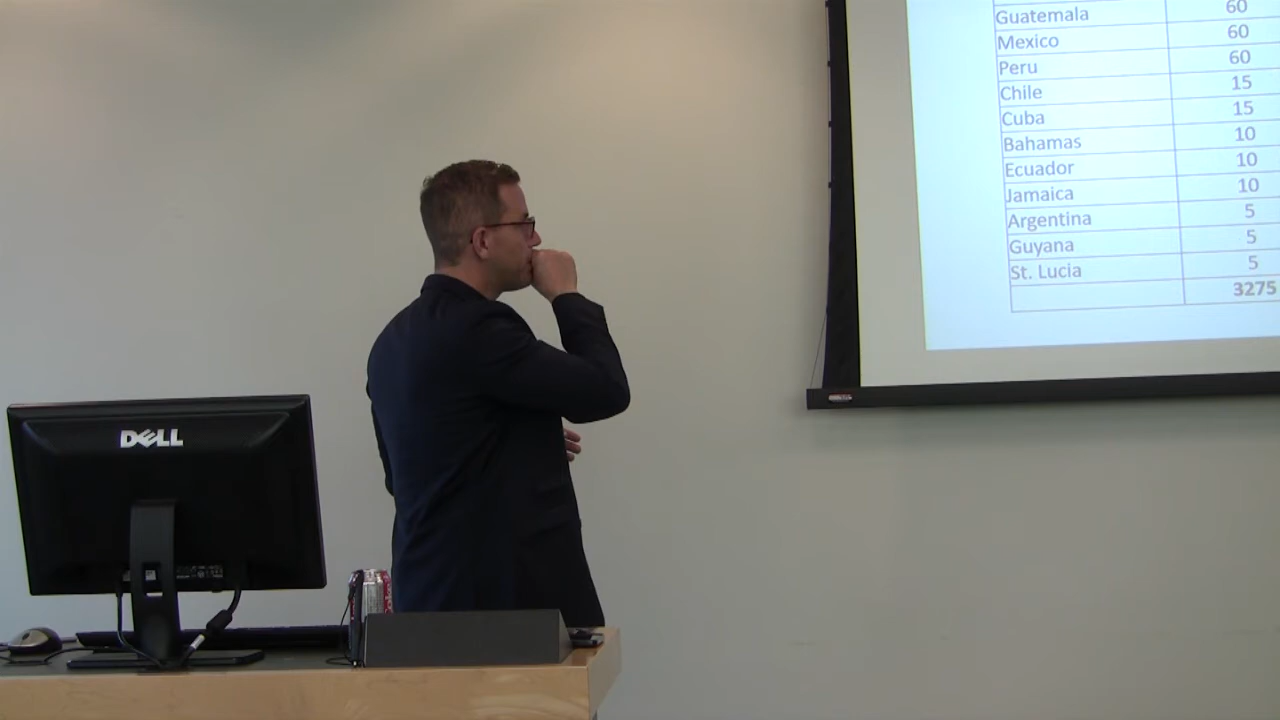 Guatemala 60
Mexico 60
Peru 60
Chile 15
Cuba 15
Bahamas 10
Ecuador 10
Jamaica 10
Argentina 5
Guyana 5
St. Lucia 5
3275
DELL